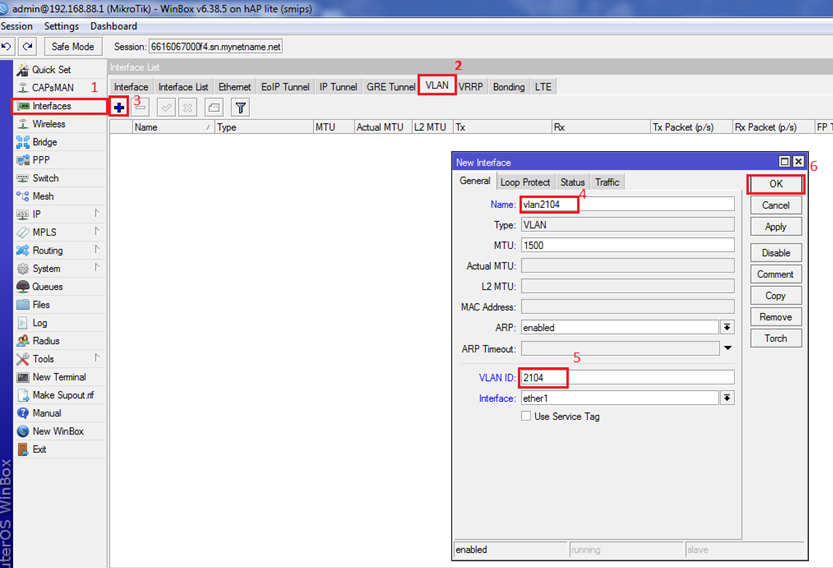 admin@192.168.88.1 (MikroTik) - WinBox v6.38.5 on hAP lite (smips)
Session Settings Dashboard
Safe Mode Session: 6616067000f4.sn.mynetname.net
Quick Set
CAPsMAN
1
Interfaces
Wireless
Bridge
PPP
Switch
Mesh
IP
MPLS
Routing
System
Queues
Files
Log
Radius
Tools
New Terminal
Make Supout.rif
Manual
New WinBox
Exit
uterOS WinBox
Interface List
2
Interface Interface List Ethernet EoIP Tunnel IP Tunnel GRE Tunnel VLAN VRRP Bonding LTE
3
Name / Type MTU Actual MTU L2 MTU Tx Rx Tx Packet (p/s) Rx Packet (p/s) FP T
New Interface
6
General Loop Protect Status Traffic
4
Name: vlan2104
Type: VLAN
MTU: 1500
Actual MTU:
L2 MTU:
MAC Address:
ARP: enabled
ARP Timeout:
5
VLAN ID: 2104
Interface: ether1
Use Service Tag
OK
Cancel
Apply
Disable
Comment
Copy
Remove
Torch
enabled running slave